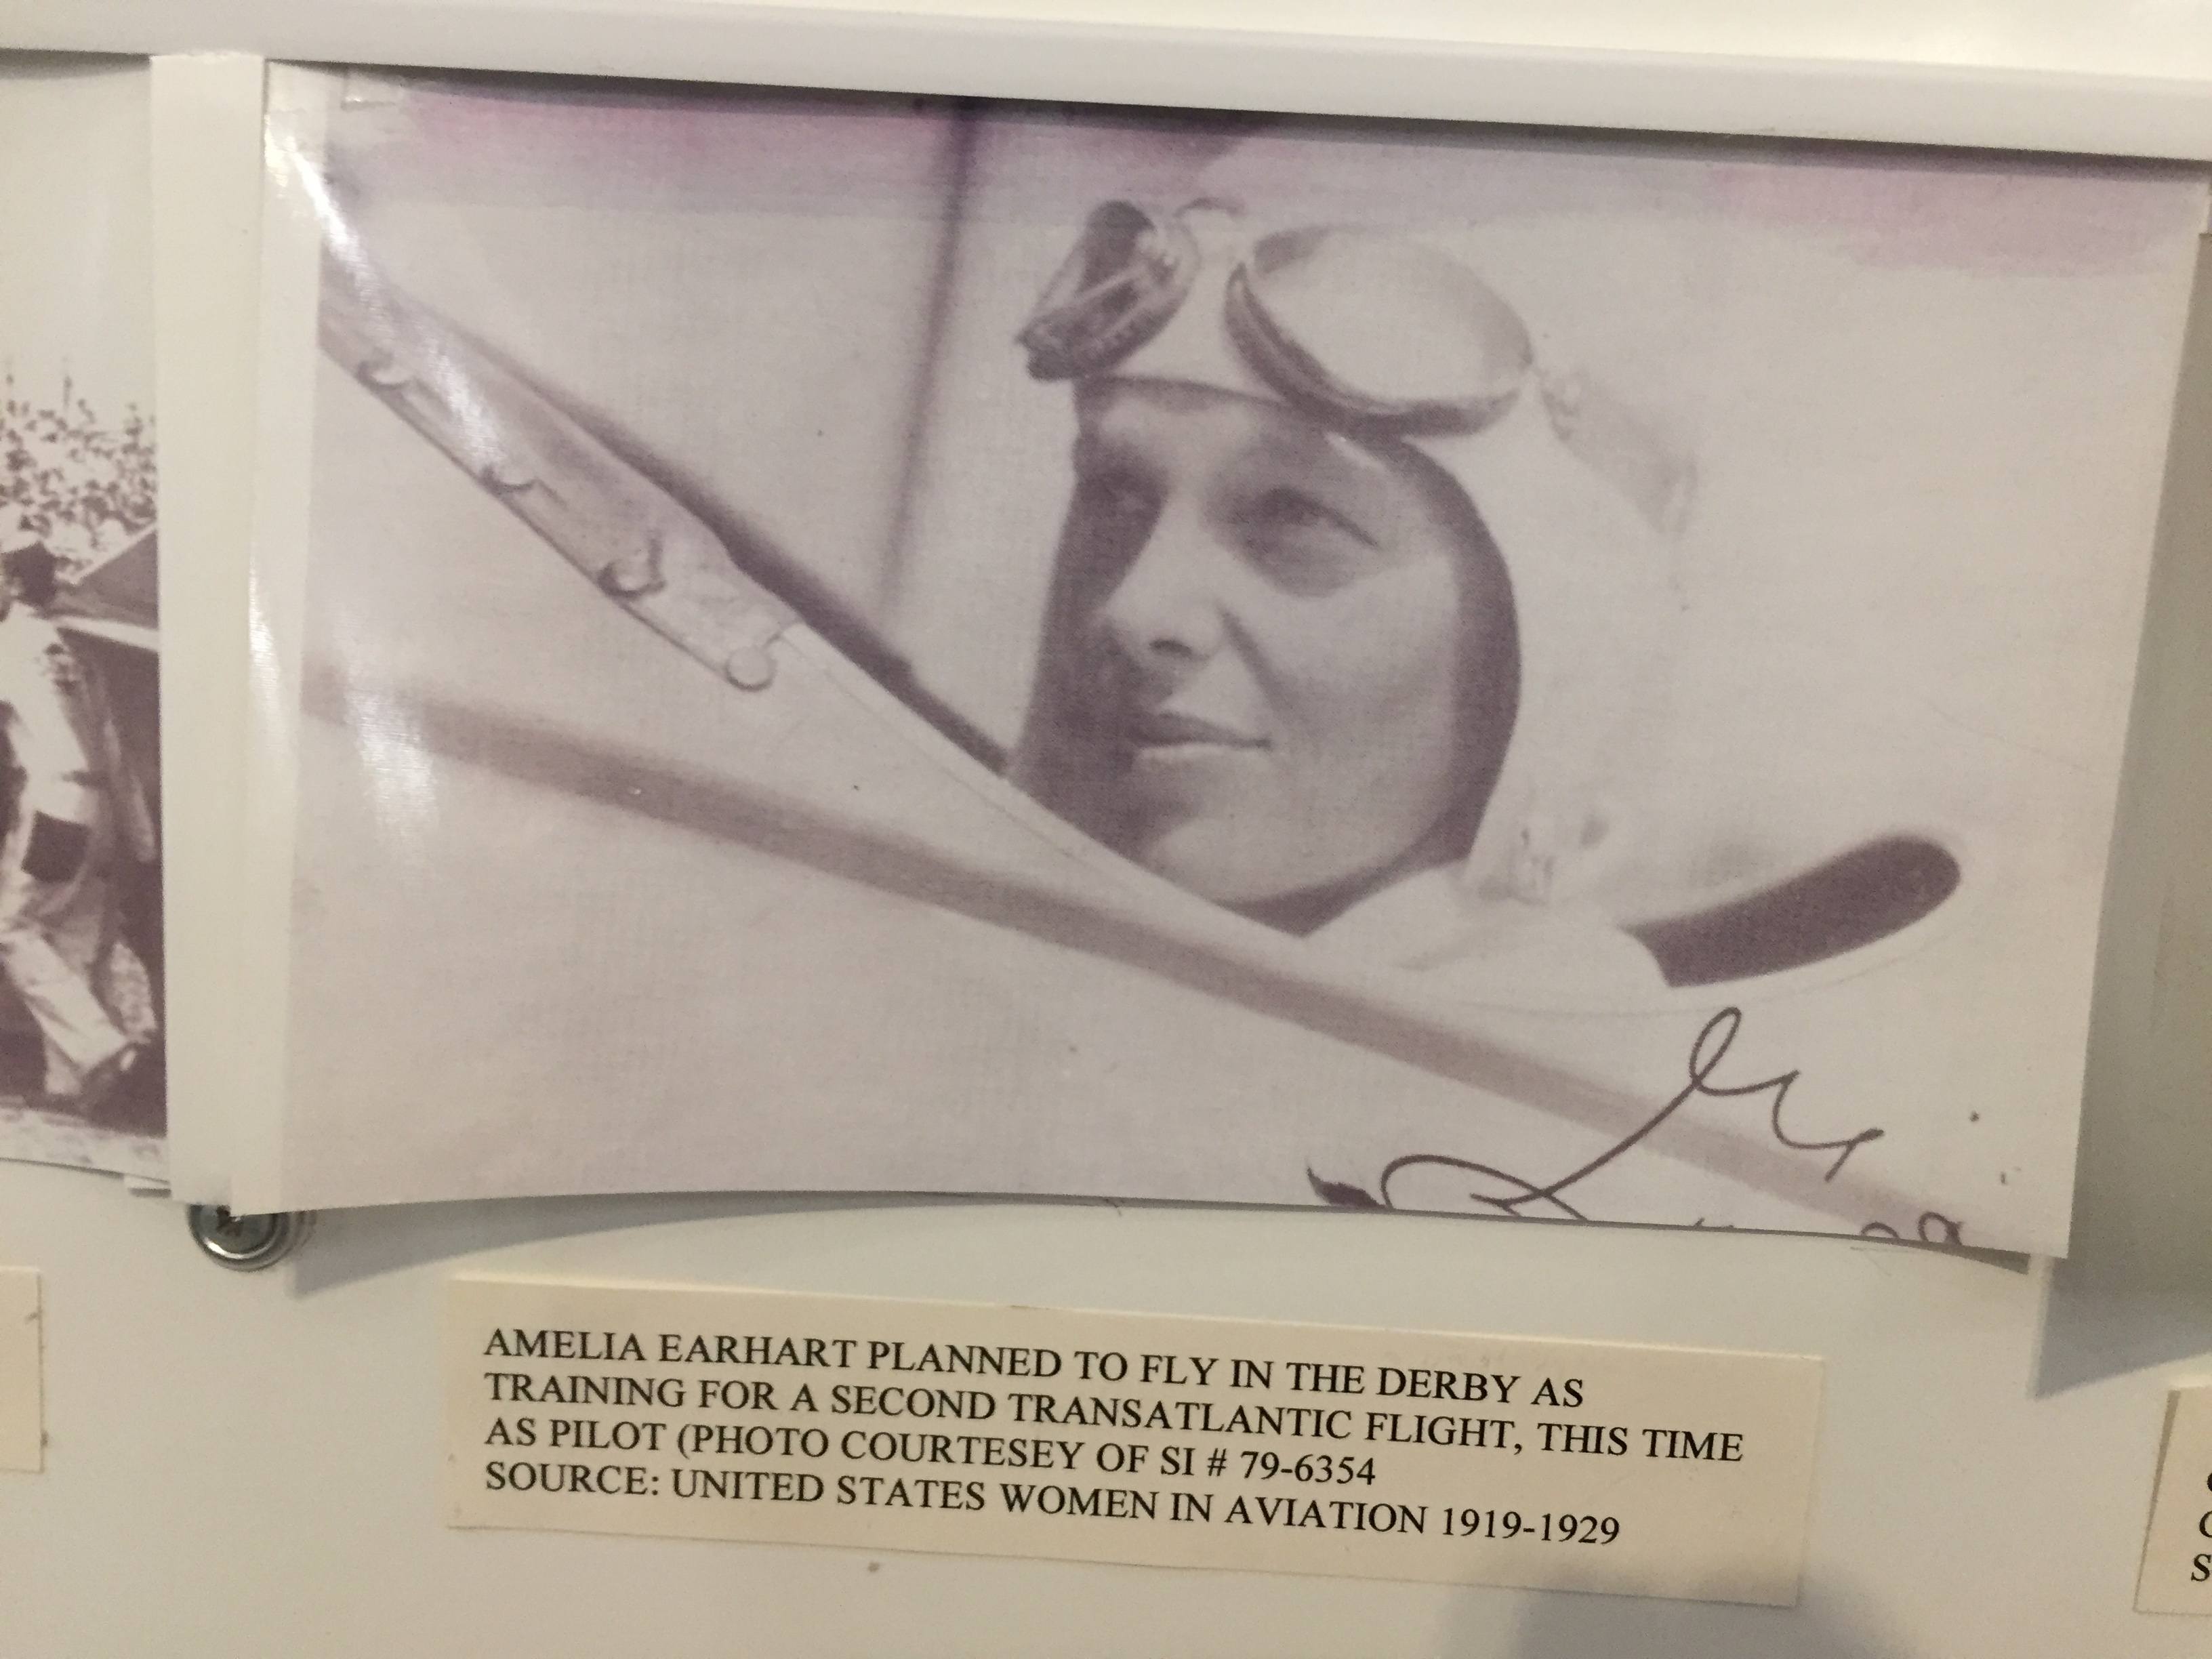 AMELIA EARHART PLANNED TO FLY IN THE DERBY AS
TRAINING FOR A SECOND TRANSATLANTIC FLIGHT, THIS TIME
AS PILOT (PHOTO COURTESEY OF SI # 79-6354
SOURCE: UNITED STATES WOMEN IN AVIATION 1919-1929